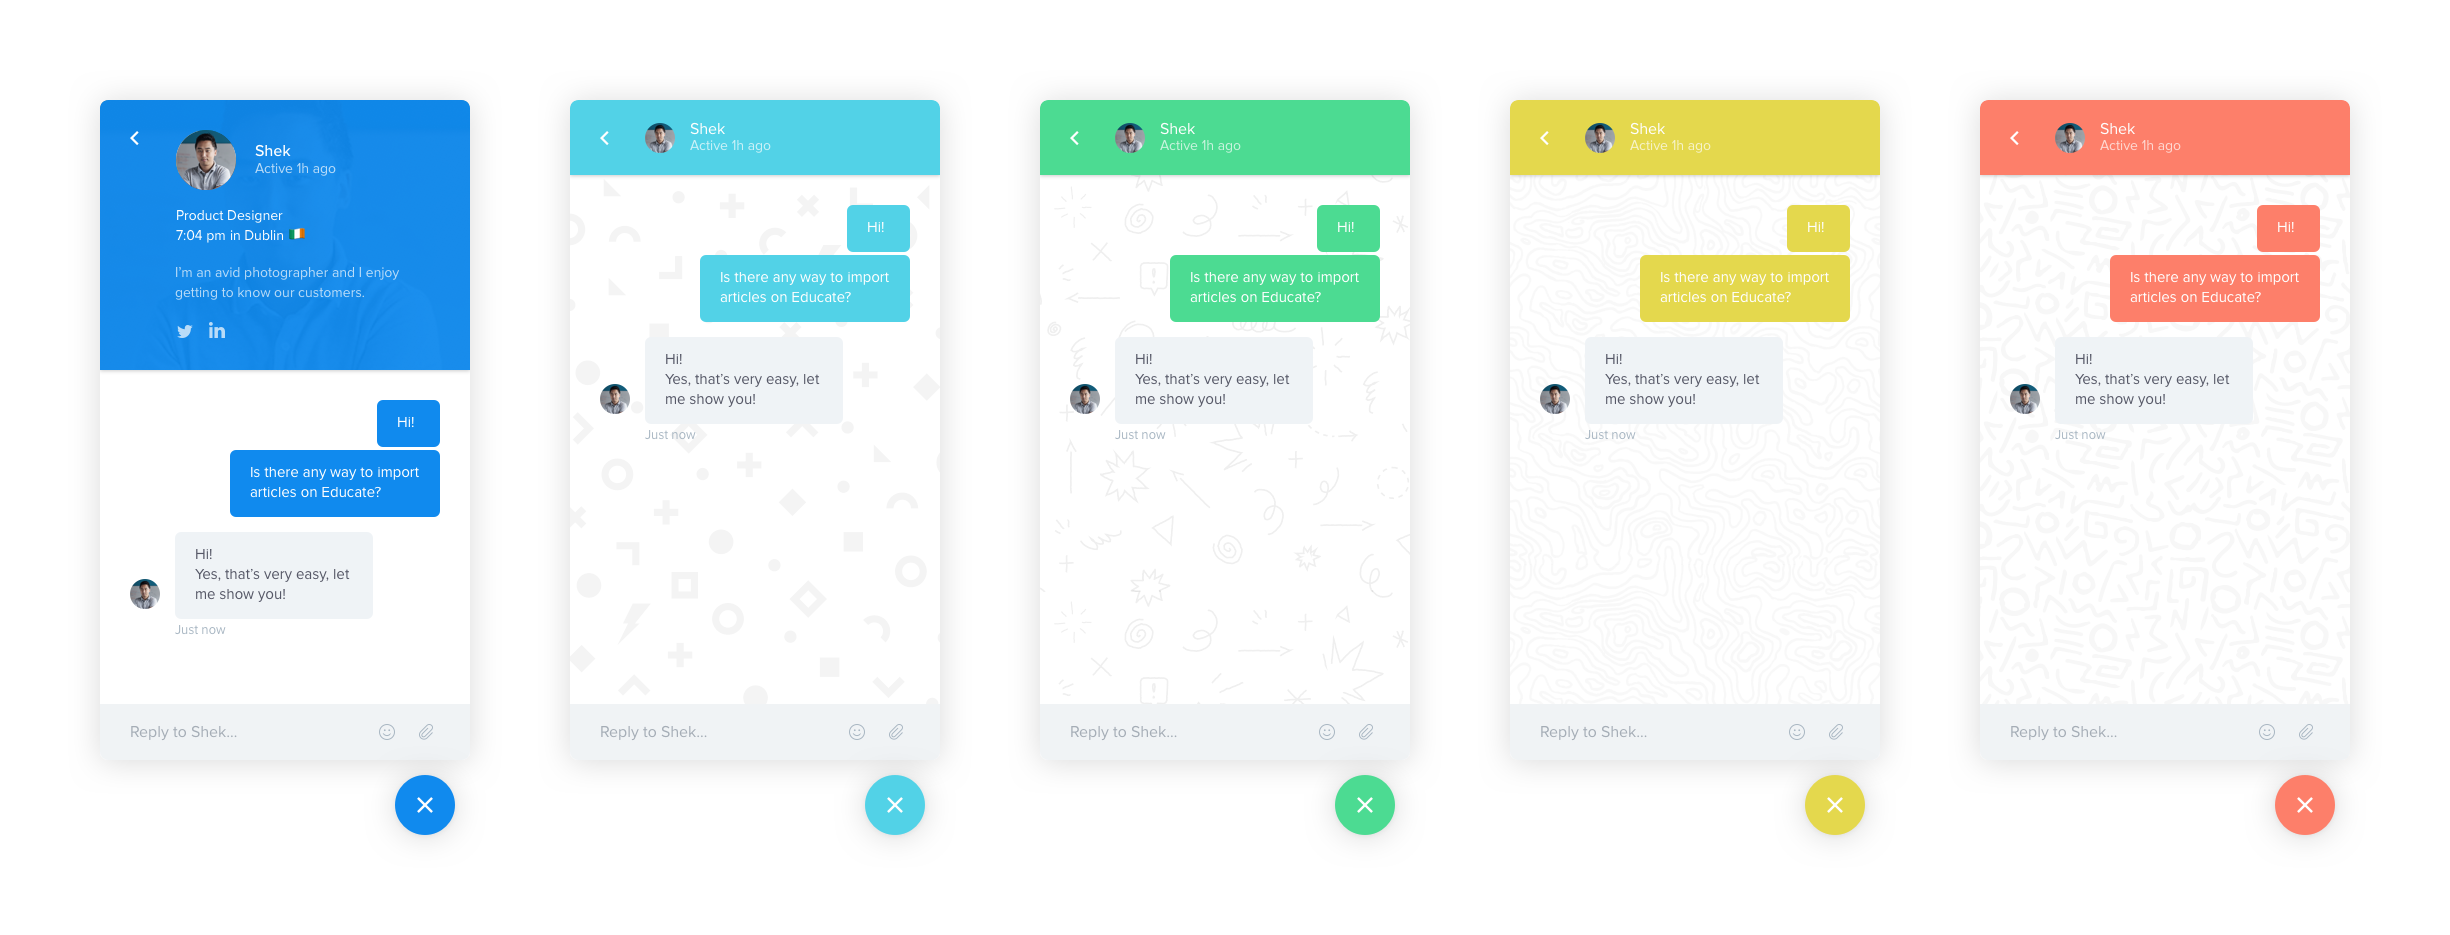 Shek
Active 1h ago
Product Designer
7:04 pm in Dublin 🇮🇪
I'm an avid photographer and I enjoy
getting to know our customers.
in
Hi!
Is there any way to import
articles on Educate?
Hi!
Yes, that's very easy, let
me show you!
Just now
Reply to Shek...
Shek
Active 1h ago
Hi!
Is there any way to import
articles on Educate?
Hi!
Yes, that's very easy, let
me show you!
Just now
Reply to Shek...
Shek
Active 1h ago
Hi!
Is there any way to import
articles on Educate?
Hi!
Yes, that's very easy, let
me show you!
Just now
Reply to Shek...
Shek
Active 1h ago
Hi!
Is there any way to import
articles on Educate?
Hi!
Yes, that's very easy, let
me show you!
Just now
Reply to Shek...
Shek
Active 1h ago
Hi!
Is there any way to import
articles on Educate?
Hi!
Yes, that's very easy, let
me show you!
Just now
Reply to Shek...